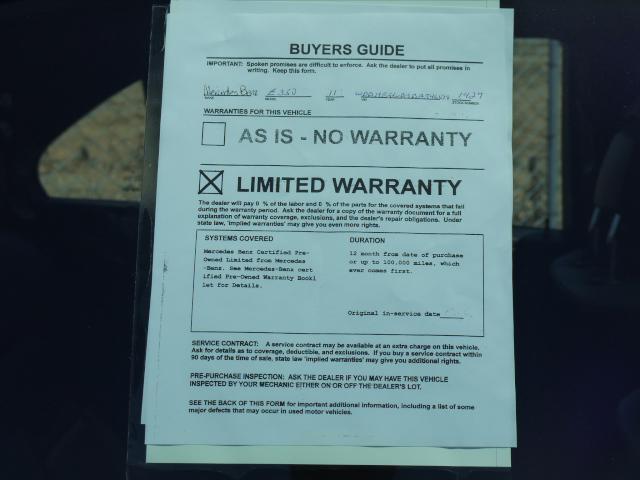 BUYERS GUIDE
IMPORTANT: Spoken promises are difficult to enforce. Ask the dealer to put all promises in
writing. Keep this form.
Mercedes Benz E350 11
WARRANTIES FOR THIS VEHICLE
AS IS - NO WARRANTY
LIMITED WARRANTY
The dealer will pay 0 % of the labor and 0 % of the parts for the covered systems that fail
during the warranty period. Ask the dealer for a copy of the warranty document for a full
explanation of warranty coverage, exclusions, and the dealer's repair obligations. Under
state law, 'implied warranties' may give you even more rights.
SYSTEMS COVERED
Mercedes Benz Certified Pre-
Owned Limited from Mercedes
-Benz. See Mercedes-Benz cert
ified Pre-Owned Warranty Bookl
let for Details.
DURATION
12 month from date of purchase
or up to 100,000 miles, which
ever comes first.
Original in-service date
SERVICE CONTRACT: A service contract may be available at an extra charge on this vehicle.
Ask for details as to coverage, deductible, and exclusions. If you buy a service contract within
90 days of the time of sale, state law 'implied warranties' may give you additional rights.
PRE-PURCHASE INSPECTION: ASK THE DEALER IF YOU MAY HAVE THIS VEHICLE
INSPECTED BY YOUR MECHANIC EITHER ON OR OFF THE DEALER'S LOT.
SEE THE BACK OF THIS FORM for important additional information, including a list of some
major defects that may occur in used motor vehicles.